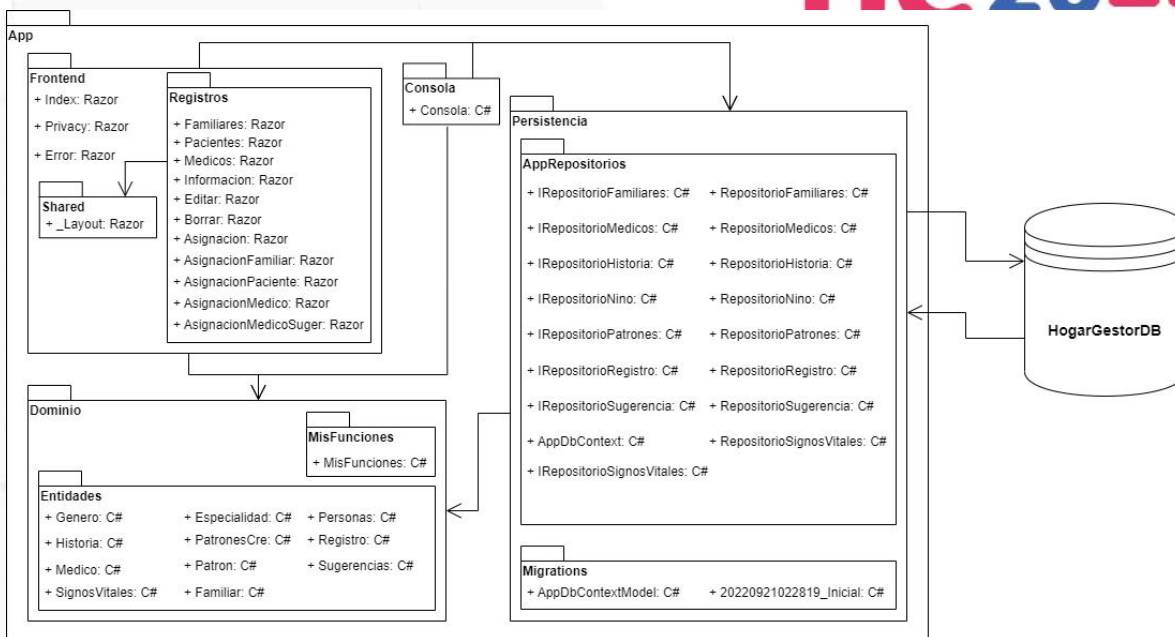 App
Frontend
+ Index: Razor
+ Privacy: Razor
+ Error: Razor
Shared
+ _Layout: Razor
Registros
+ Familiares: Razor
+ Pacientes: Razor
+ Medicos: Razor
+ Informacion: Razor
+ Editar: Razor
+ Borrar: Razor
+ Asignacion: Razor
+ AsignacionFamiliar: Razor
+ AsignacionPaciente: Razor
+ AsignacionMedico: Razor
+ AsignacionMedicoSuger: Razor
Consola
+ Consola: C#
Persistencia
AppRepositorios
+ IRepositorioFamiliares: C# + RepositorioFamiliares: C#
+ IRepositorioMedicos: C# + RepositorioMedicos: C#
+ IRepositorioHistoria: C# + RepositorioHistoria: C#
+ IRepositorioNino: C# + RepositorioNino: C#
+ IRepositorioPatrones: C# + RepositorioPatrones: C#
+ IRepositorioRegistro: C# + RepositorioRegistro: C#
+ IRepositorioSugerencia: C# + RepositorioSugerencia: C#
+ AppDbContext: C# + RepositorioSignosVitales: C#
+ IRepositorioSignosVitales: C#
Migrations
+ AppDbContextModel: C# + 20220921022819_Inicial: C#
HogarGestorDB
Dominio
MisFunciones
+ MisFunciones: C#
Entidades
+ Genero: C# + Especialidad: C# + Personas: C#
+ Historia: C# + PatronesCre: C# + Registro: C#
+ Medico: C# + Patron: C# + Sugerencias: C#
+ SignosVitales: C# + Familiar: C#